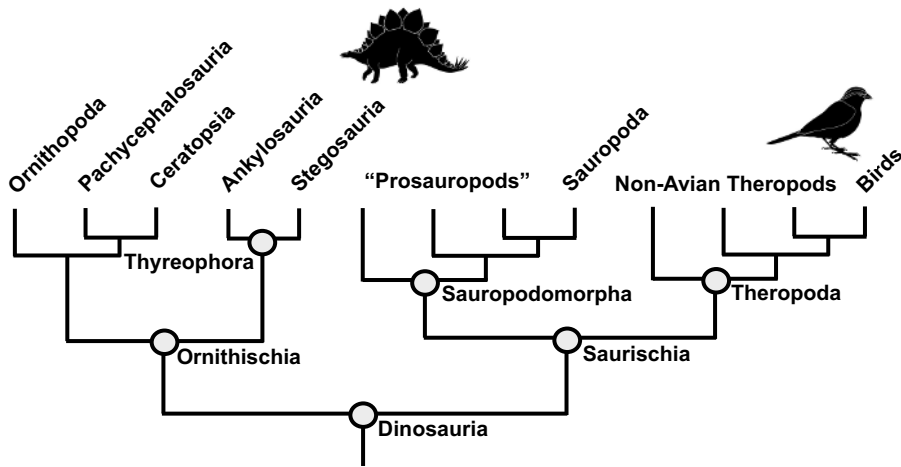 Ornithopoda
Pachycephalosauria
Ceratopsia
Ankylosauria
Stegosauria
“Prosauropods”
Sauropoda
Non-Avian Theropods
Birds
Thyreophora
Sauropodomorpha
Theropoda
Ornithischia
Saurischia
Dinosauria